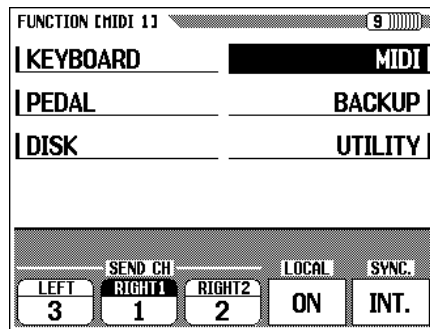 FUNCTION [MIDI 1] 9
KEYBOARD MIDI
PEDAL BACKUP
DISK UTILITY
SEND CH LOCAL SYNC.
LEFT RIGHT1 RIGHT2
3 1 2 ON INT.